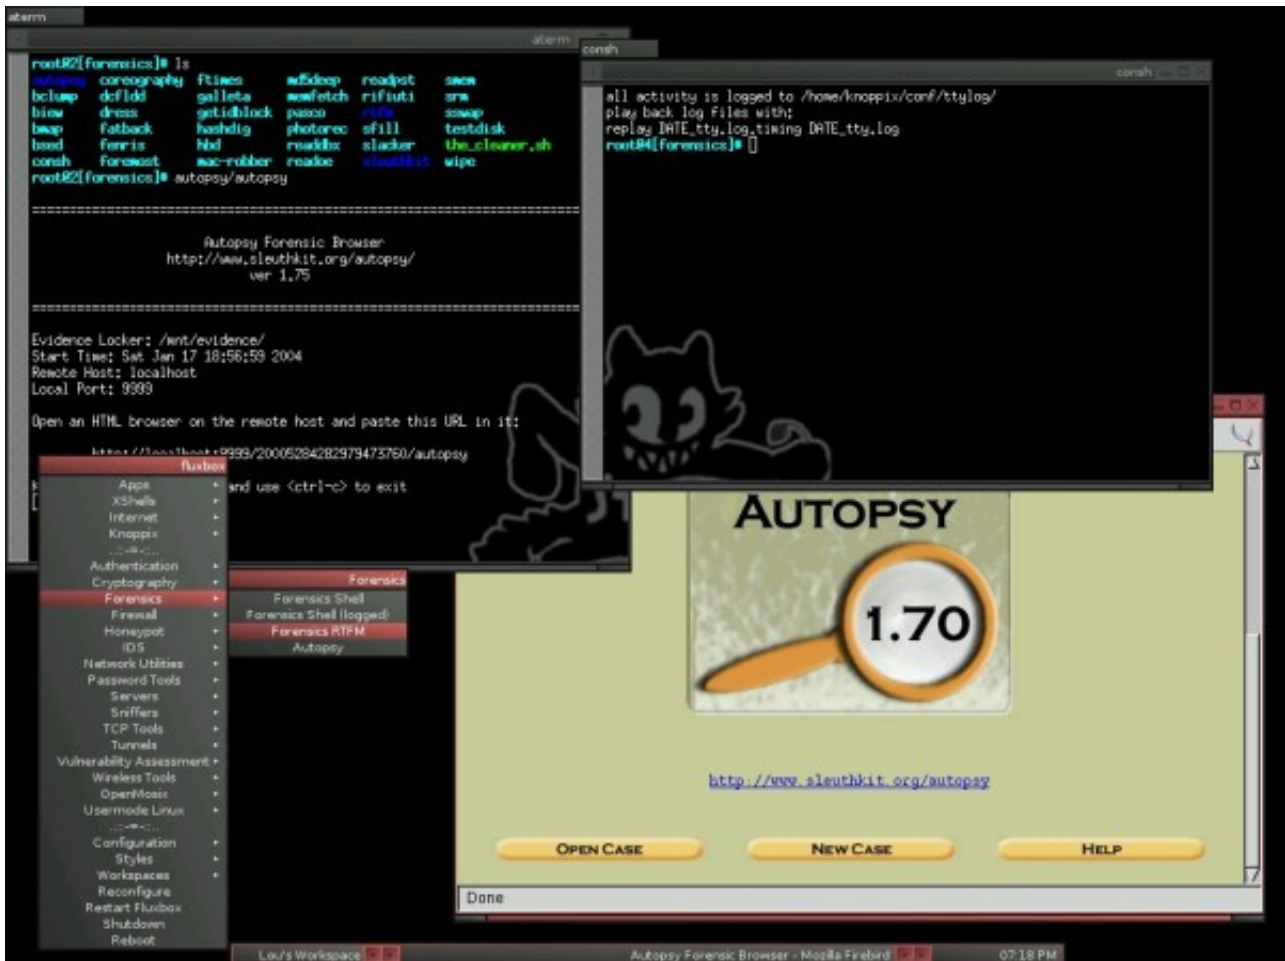 aterm
aterm
root@2[forensics]# ls
autopsy coreography ftimes md5deep readpst smem
bclump dcfldd galleta memfetch rifiuti srm
biew dress getidblock pasco rtfm sswap
bmap fatback hashdig photorec sfill testdisk
bsed fenris hbd readdbx slacker the_cleaner.sh
consh foremost mac-robber readoe sleuthkit wipe
root@2[forensics]# autopsy/autopsy
Autopsy Forensic Browser
http://www.sleuthkit.org/autopsy/
ver 1.75
Evidence Locker: /mnt/evidence/
Start Time: Sat Jan 17 18:56:59 2004
Remote Host: localhost
Local Port: 9999
Open an HTML browser on the remote host and paste this URL in it:
http://localhost:9999/20005284282979473760/autopsy
and use <ctrl-c> to exit
consh
consh
all activity is logged to /home/knoppix/conf/ttylog/
play back log files with:
replay DATE_tty.log.timing DATE_tty.log
root@4[forensics]#
fluxbox
Apps
XShells
Internet
Knoppix
Authentication
Cryptography
Forensics
Firewall
Honeypot
IDS
Network Utilities
Password Tools
Servers
Sniffers
TCP Tools
Tunnels
Vulnerability Assessment
Wireless Tools
OpenMosix
Usermode Linux
Configuration
Styles
Workspaces
Reconfigure
Restart Fluxbox
Shutdown
Reboot
Forensics
Forensics Shell
Forensics Shell (logged)
Forensics RTFM
Autopsy
AUTOPSY
1.70
http://www.sleuthkit.org/autopsy
OPEN CASE NEW CASE HELP
Done
Lou's Workspace Autopsy Forensic Browser - Mozilla Firebird 07:18 PM